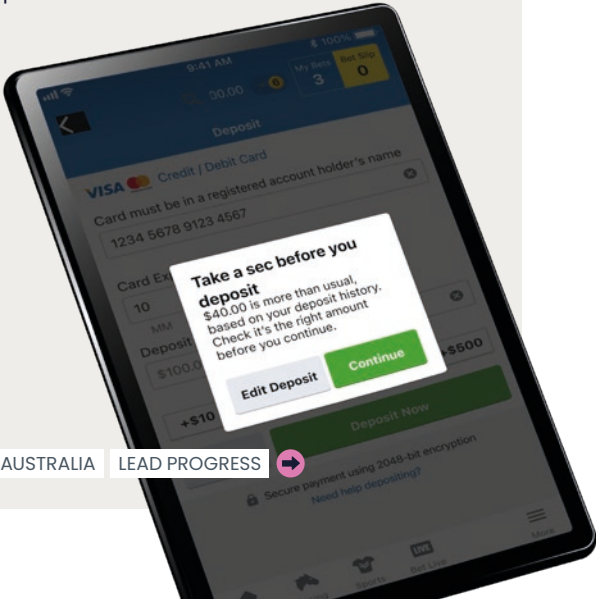 9:41 AM
100%
00.00
6
My Bets
3
Bet Slip
0
Deposit
VISA Credit / Debit Card
Card must be in a registered account holder's name
1234 5678 9123 4567
Card Ex
10
MM
Deposit
$100.0
+$10
+$500
Take a sec before you
deposit
$40.00 is more than usual,
based on your deposit history.
Check it's the right amount
before you continue.
Edit Deposit
Continue
Deposit Now
Secure payment using 2048-bit encryption
Need help depositing?
Sports
LIVE
Bet Live
More
AUSTRALIA
LEAD PROGRESS